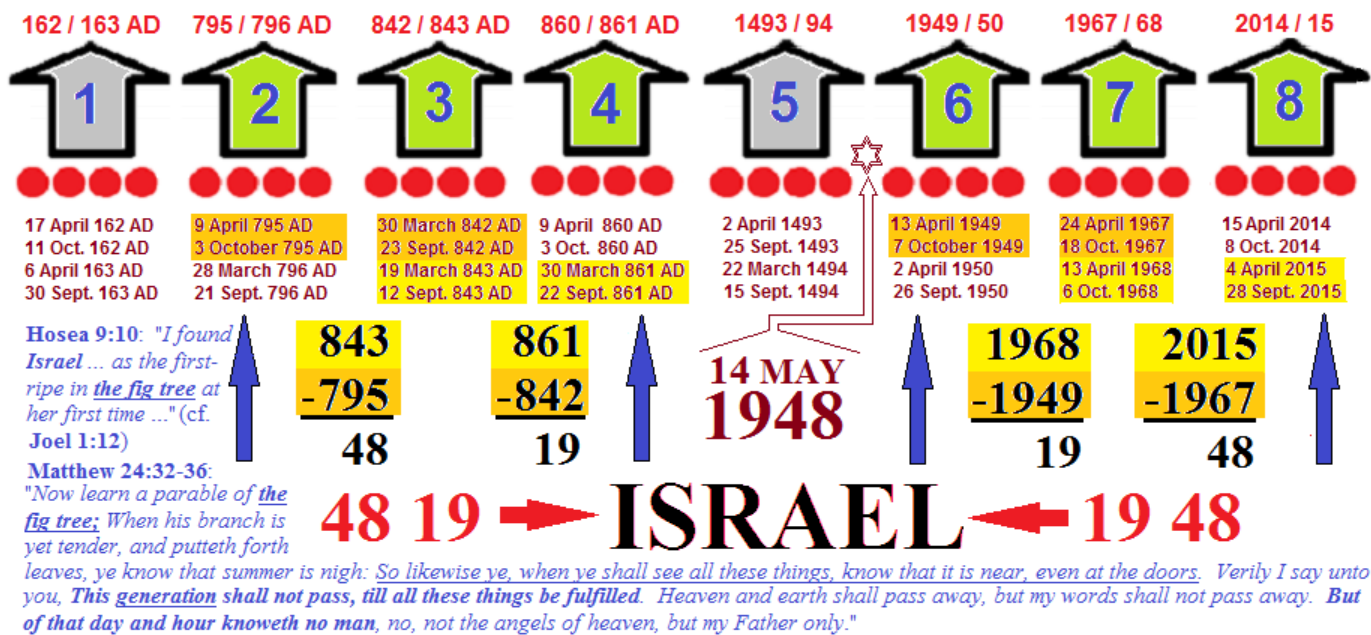 162 / 163 AD 795 / 796 AD 842 / 843 AD 860 / 861 AD 1493 / 94 1949 / 50 1967 / 68 2014 / 15
1 2 3 4 5 6 7 8
17 April 162 AD
11 Oct. 162 AD
6 April 163 AD
30 Sept. 163 AD
9 April 795 AD
3 October 795 AD
28 March 796 AD
21 Sept. 796 AD
30 March 842 AD
23 Sept. 842 AD
19 March 843 AD
12 Sept. 843 AD
9 April 860 AD
3 Oct. 860 AD
30 March 861 AD
22 Sept. 861 AD
2 April 1493
25 Sept. 1493
22 March 1494
15 Sept. 1494
13 April 1949
7 October 1949
2 April 1950
26 Sept. 1950
24 April 1967
18 Oct. 1967
13 April 1968
6 Oct. 1968
15 April 2014
8 Oct. 2014
4 April 2015
28 Sept. 2015
Hosea 9:10: "I found
Israel ... as the first-
ripe in the fig tree at
her first time ..." (cf.
Joel 1:12)
843
-795
48
861
-842
19
14 MAY
1948
1968
-1949
19
2015
-1967
48
48 19 ISRAEL 19 48
Matthew 24:32-36:
"Now learn a parable of the
fig tree; When his branch is
yet tender, and putteth forth
leaves, ye know that summer is nigh: So likewise ye, when ye shall see all these things, know that it is near, even at the doors. Verily I say unto
you, This generation shall not pass, till all these things be fulfilled. Heaven and earth shall pass away, but my words shall not pass away. But
of that day and hour knoweth no man, no, not the angels of heaven, but my Father only."